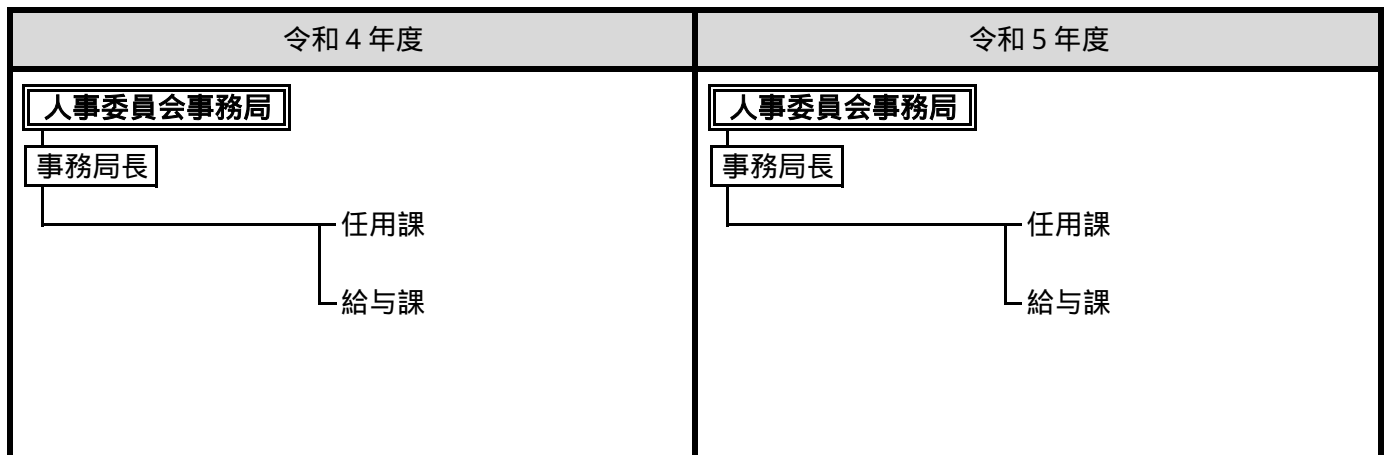 令和４年度
人事委員会事務局
事務局長
任用課
給与課
令和５年度
人事委員会事務局
事務局長
任用課
給与課